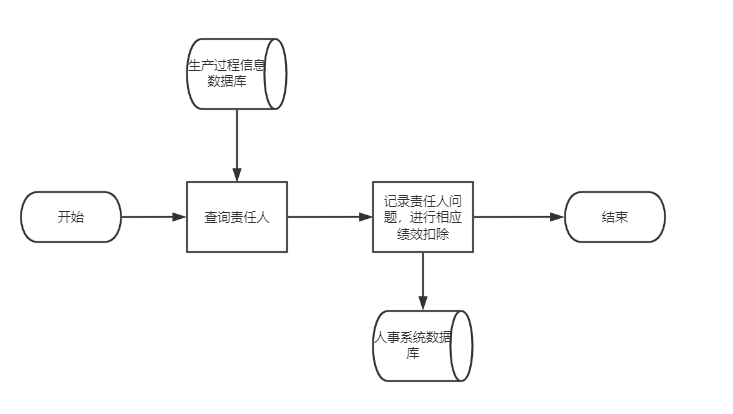 生产过程信息
数据库
开始
查询责任人
记录责任人问
题，进行相应
绩效扣除
结束
人事系统数据
库